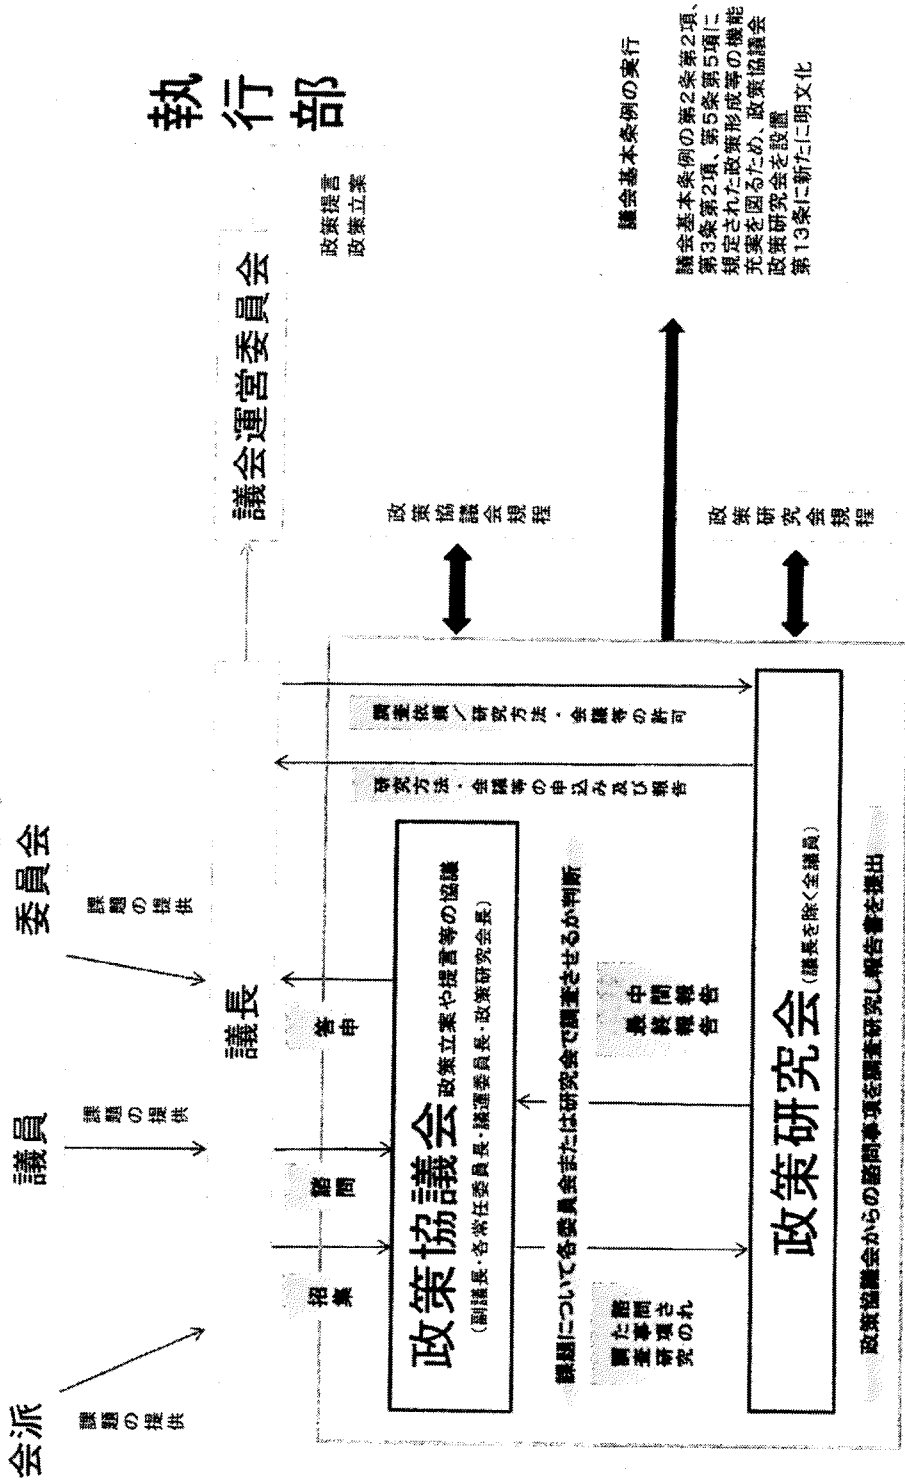 会派
課題の提供
議員
課題の提供
委員会
課題の提供
議長
議会運営委員会
執行部
政策提言
政策立案
招集
諮問
答申
政策協議会 政策立案や提言等の協議
(副議長・各常任委員長・議運委員長・政策研究会長)
課題について各委員会または研究会で調査させるか判断
諮問された事項の調査研究
中間報告
最終報告
研究方法・会議等の申込み及び報告
調査依頼/研究方法・会議等の許可
政策研究会(議長を除く全議員)
政策協議会からの諮問事項を調査研究し報告書を提出
政策協議会規程
政策研究会規程
議会基本条例の実行
議会基本条例の第2条第2項、
第3条第2項、第5条第5項に
規定された政策形成等の機能
充実を図るため、政策協議会
政策研究会を設置
第13条に新たに明文化